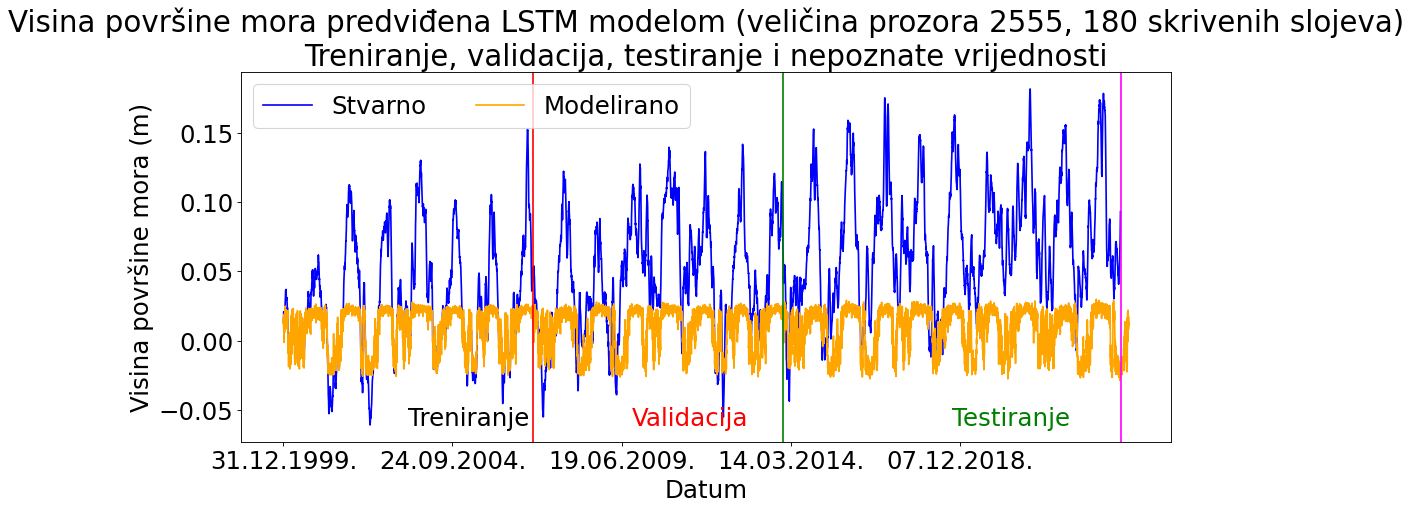 Visina površine mora predviđena LSTM modelom (veličina prozora 2555, 180 skrivenih slojeva)
Treniranje, validacija, testiranje i nepoznate vrijednosti
Stvarno
Modelirano
Visina površine mora (m)
0.15
0.10
0.05
0.00
−0.05
Treniranje
Validacija
Testiranje
31.12.1999.
24.09.2004.
19.06.2009.
14.03.2014.
07.12.2018.
Datum